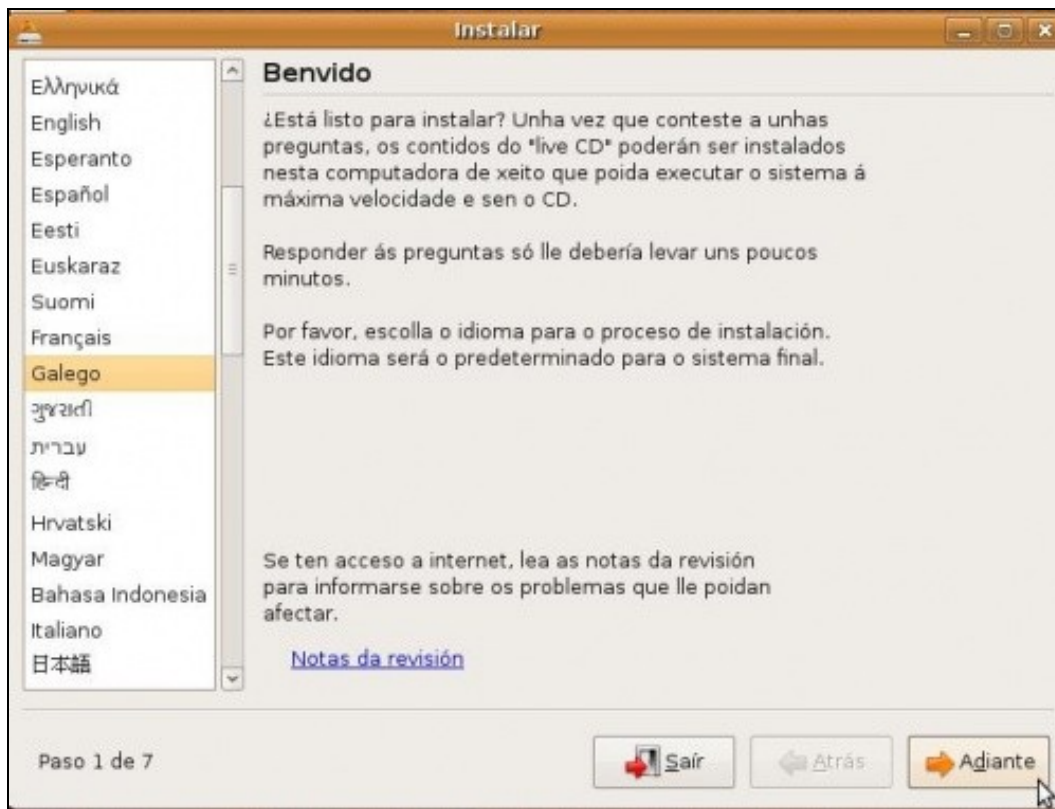 Instalar
Ελληνικά
English
Esperanto
Español
Eesti
Euskaraz
Suomi
Français
Galego
ગુજરાતી
עברית
हिन्दी
Hrvatski
Magyar
Bahasa Indonesia
Italiano
日本語
Benvido
¿Está listo para instalar? Unha vez que conteste a unhas
preguntas, os contidos do "live CD" poderán ser instalados
nesta computadora de xeito que poida executar o sistema á
máxima velocidade e sen o CD.
Responder ás preguntas só lle debería levar uns poucos
minutos.
Por favor, escolla o idioma para o proceso de instalación.
Este idioma será o predeterminado para o sistema final.
Se ten acceso a internet, lea as notas da revisión
para informarse sobre os problemas que lle poidan
afectar.
Notas da revisión
Paso 1 de 7
Saír
Atrás
Adiante